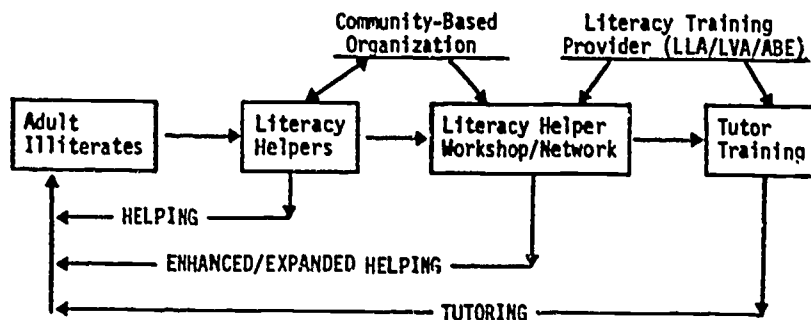 Community-Based
Organization
Literacy Training
Provider (LLA/LVA/ABE)
Adult
Illiterates
Literacy
Helpers
Literacy Helper
Workshop/Network
Tutor
Training
HELPING
ENHANCED/EXPANDED HELPING
TUTORING